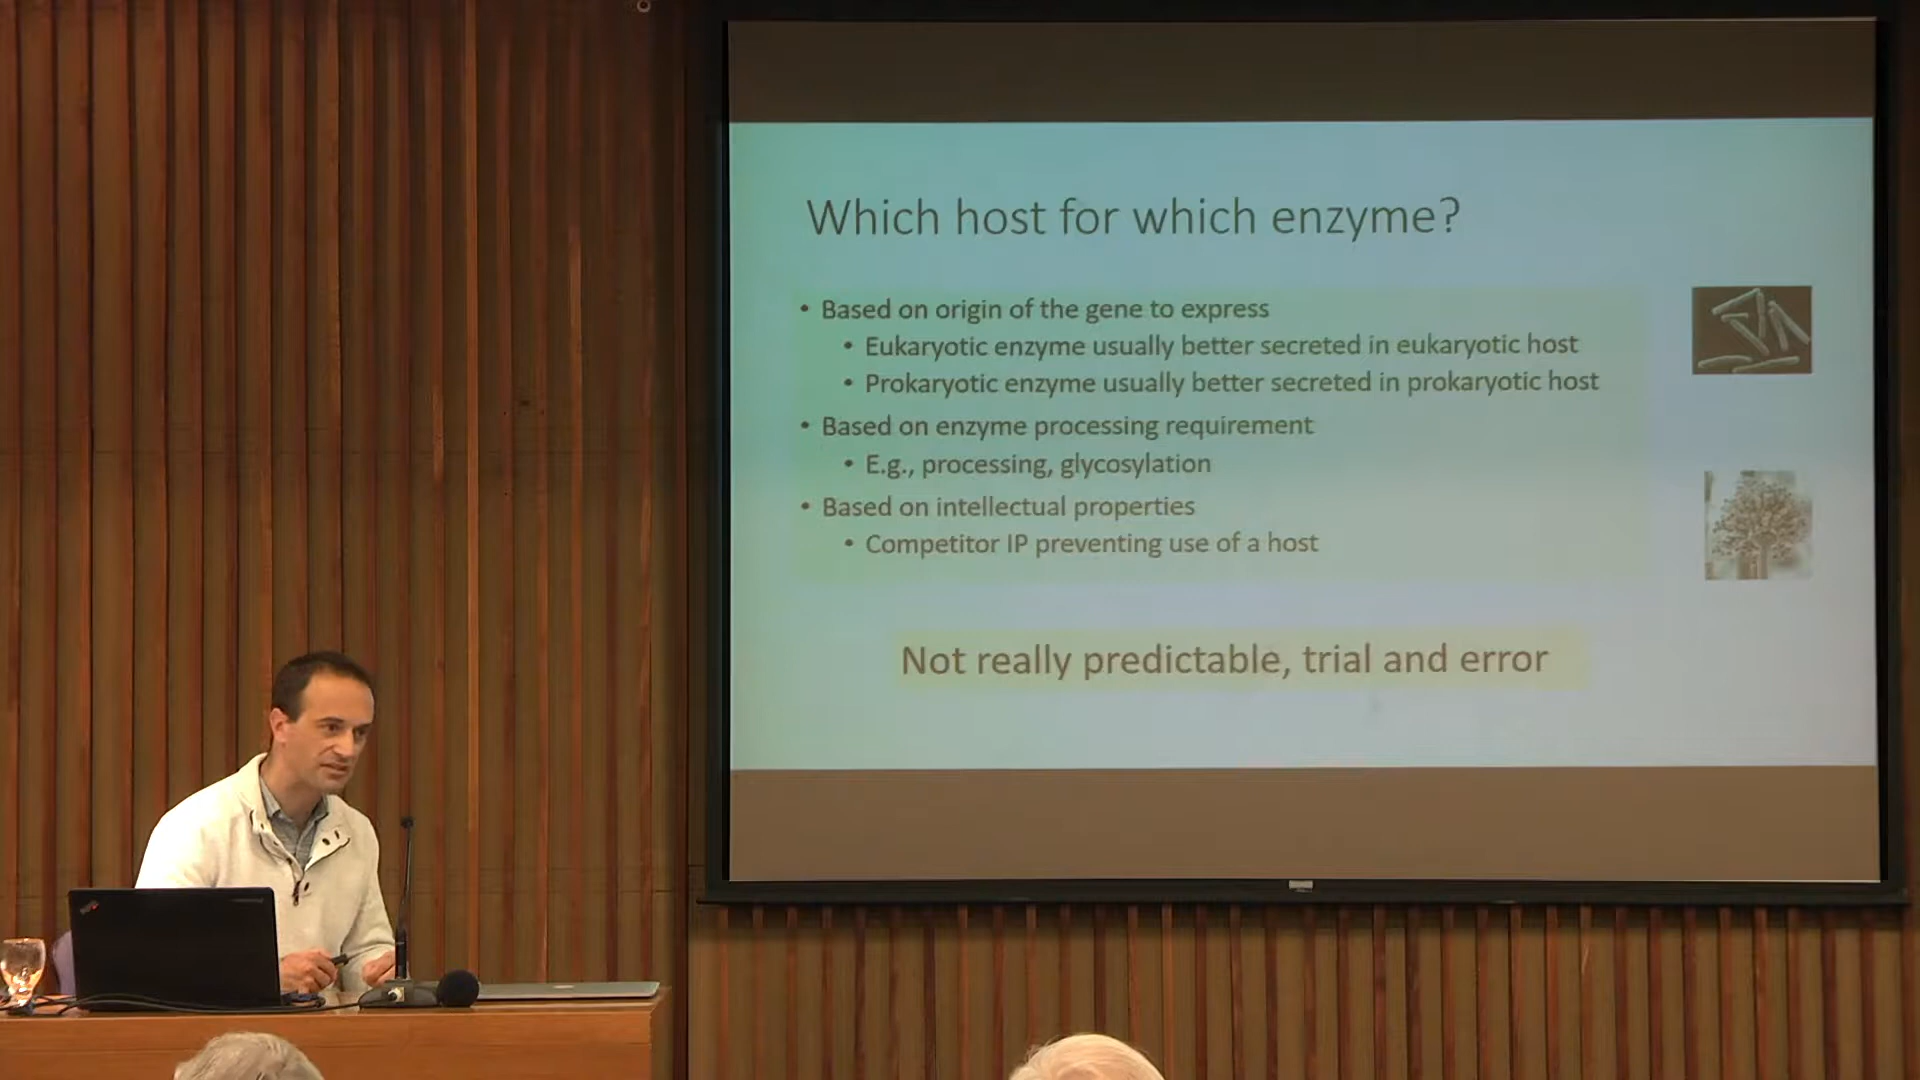 Which host for which enzyme?
• Based on origin of the gene to express
• Eukaryotic enzyme usually better secreted in eukaryotic host
• Prokaryotic enzyme usually better secreted in prokaryotic host
• Based on enzyme processing requirement
• E.g., processing, glycosylation
• Based on intellectual properties
• Competitor IP preventing use of a host
Not really predictable, trial and error